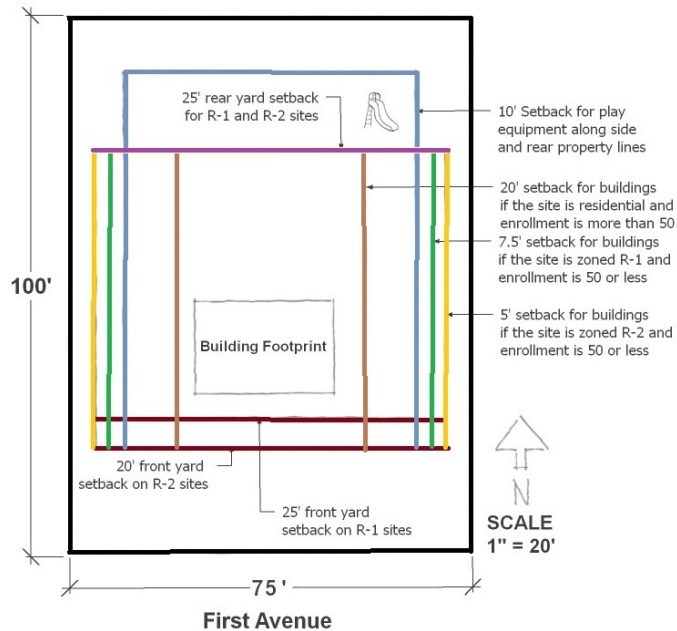 25' rear yard setback
for R-1 and R-2 sites
10' Setback for play
equipment along side
and rear property lines
20' setback for buildings
if the site is residential and
enrollment is more than 50
7.5' setback for buildings
if the site is zoned R-1 and
enrollment is 50 or less
100'
5' setback for buildings
if the site is zoned R-2 and
enrollment is 50 or less
Building Footprint
20' front yard
setback on R-2 sites
25' front yard
setback on R-1 sites
N
SCALE
1" = 20'
75'
First Avenue